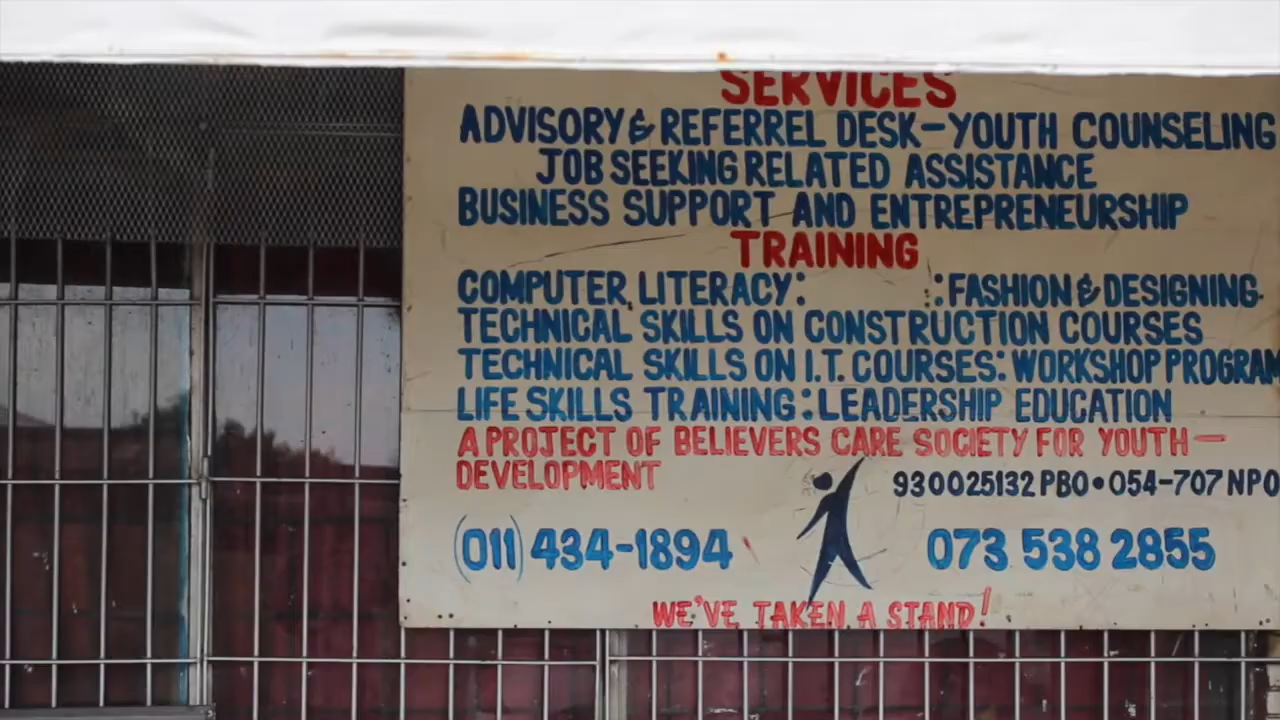 SERVICES
ADVISORY & REFERREL DESK-YOUTH COUNSELING
JOB SEEKING RELATED ASSISTANCE
BUSINESS SUPPORT AND ENTREPRENEURSHIP
TRAINING
COMPUTER LITERACY: : FASHION & DESIGNING
TECHNICAL SKILLS ON CONSTRUCTION COURSES
TECHNICAL SKILLS ON I.T. COURSES: WORKSHOP PROGRAM
LIFE SKILLS TRAINING: LEADERSHIP EDUCATION
A PROJECT OF BELIEVERS CARE SOCIETY FOR YOUTH-
DEVELOPMENT
930025132 PBO•054-707 NPO
(011) 434-1894 073 538 2855
WE'VE TAKEN A STAND!